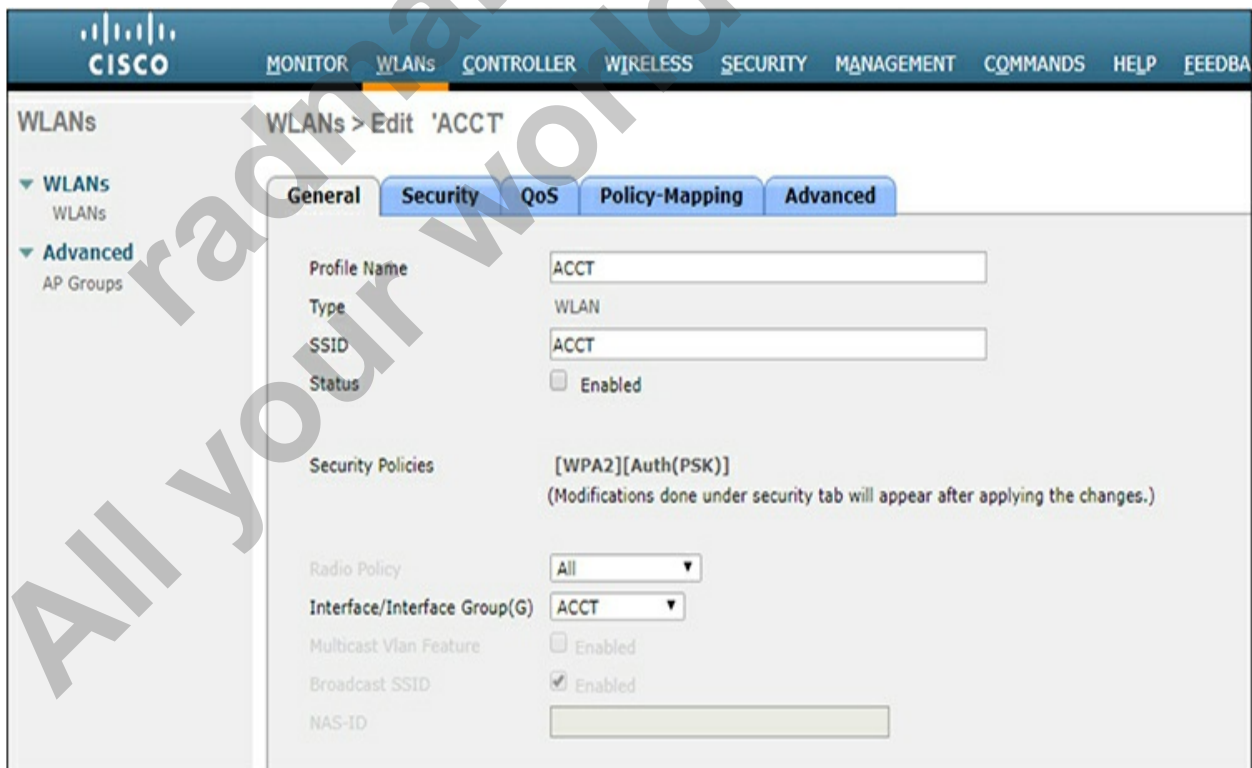 CISCO
MONITOR WLANs CONTROLLER WIRELESS SECURITY MANAGEMENT COMMANDS HELP FEEDBA
WLANs
WLANs
WLANs
Advanced
AP Groups
WLANs > Edit 'ACCT'
General Security QoS Policy-Mapping Advanced
Profile Name ACCT
Type WLAN
SSID ACCT
Status Enabled
Security Policies [WPA2][Auth(PSK)]
(Modifications done under security tab will appear after applying the changes.)
Radio Policy All
Interface/Interface Group(G) ACCT
Multicast Vlan Feature Enabled
Broadcast SSID Enabled
NAS-ID
All your world